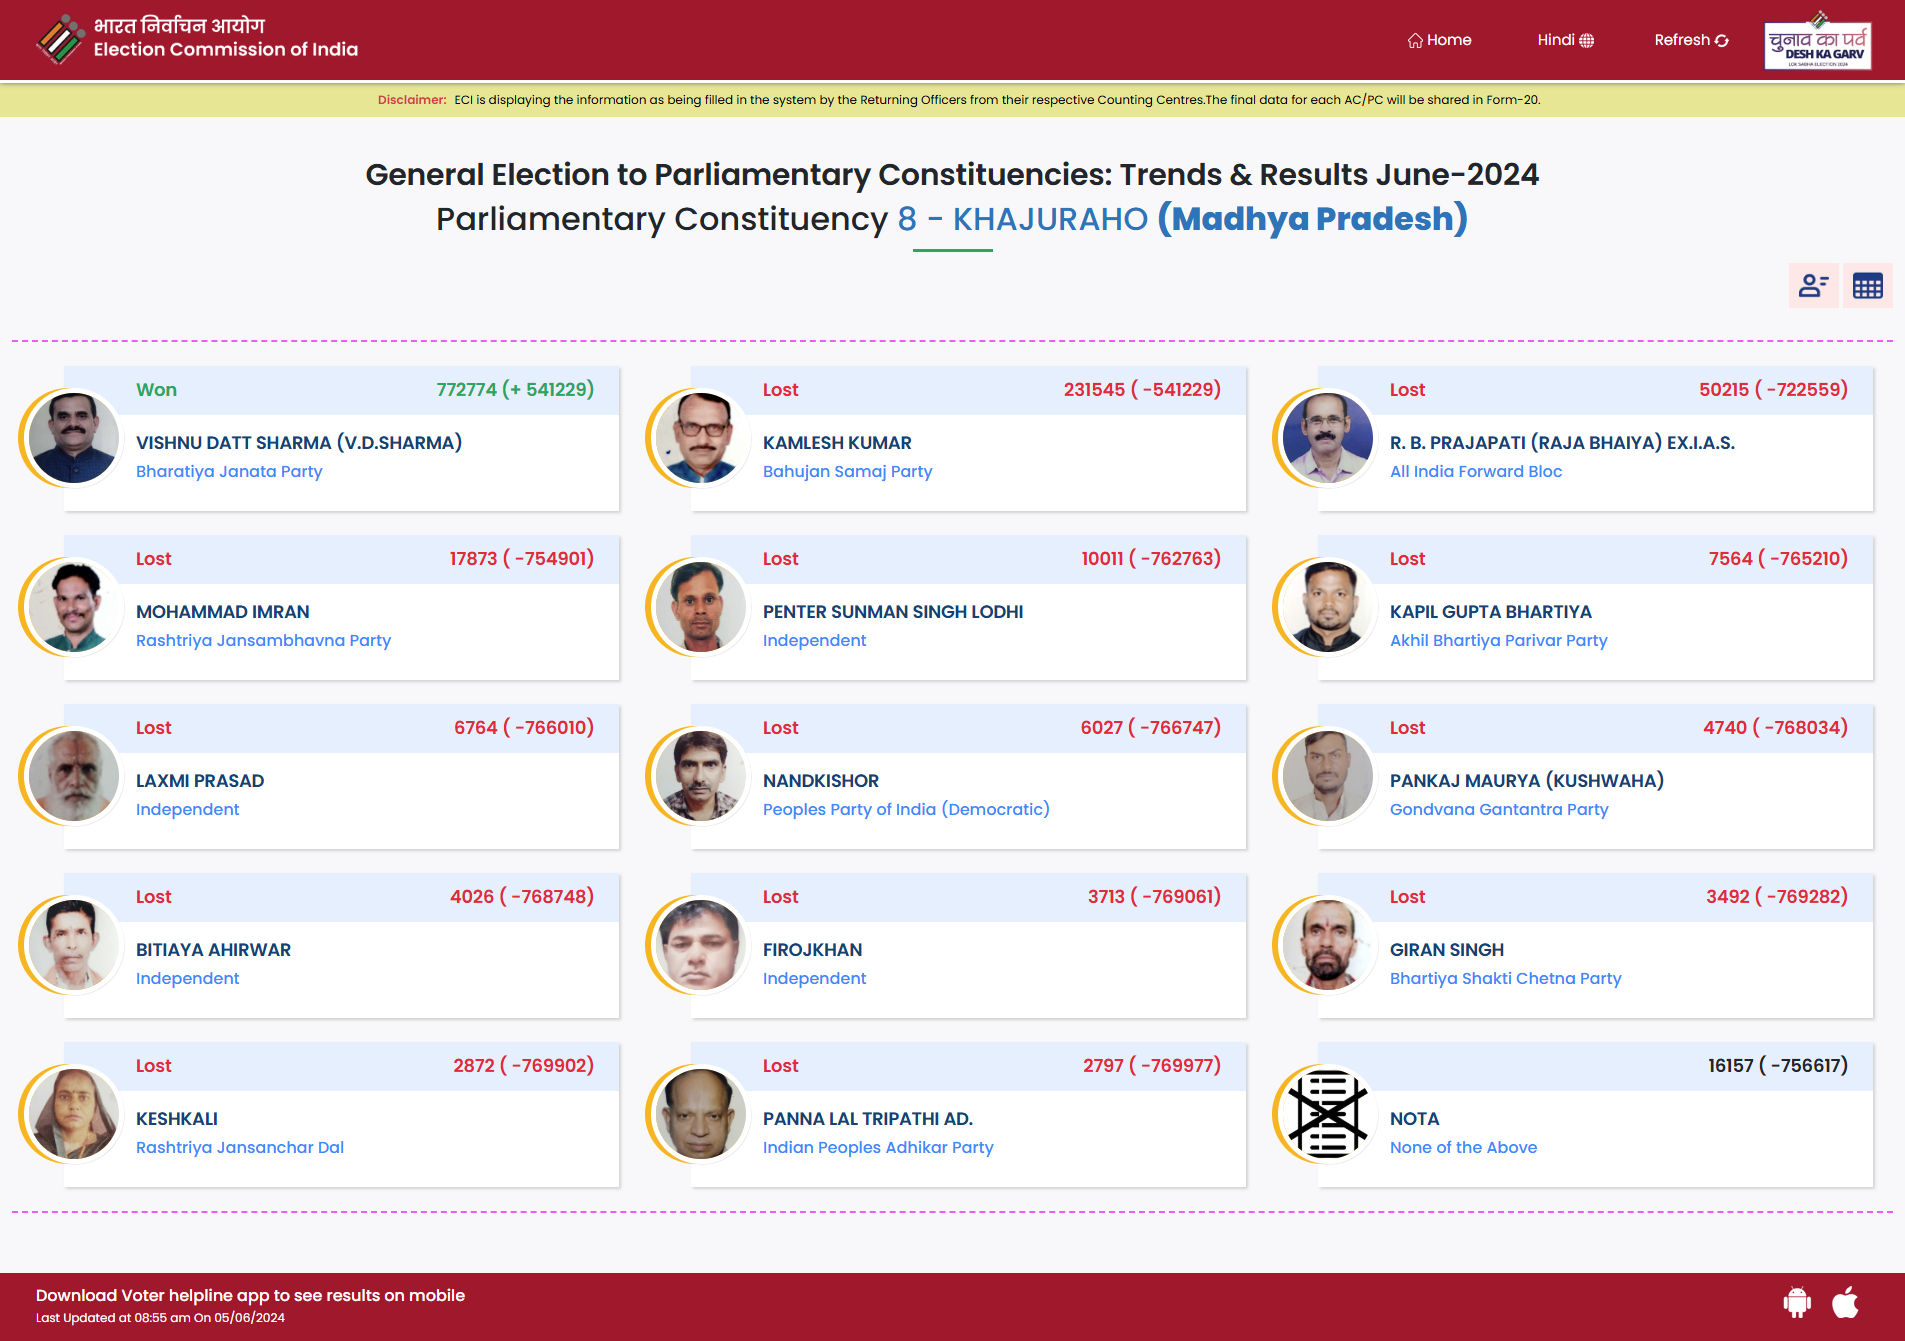 भारत निर्वाचन आयोग
Election Commission of India
Home
Hindi
Refresh
चुनाव का पर्व
DESH KA GARV
LOK SABHA ELECTION 2024
Disclaimer: ECI is displaying the information as being filled in the system by the Returning Officers from their respective Counting Centres.The final data for each AC/PC will be shared in Form-20.
General Election to Parliamentary Constituencies: Trends & Results June-2024
Parliamentary Constituency 8 - KHAJURAHO (Madhya Pradesh)
Won 772774 (+ 541229)
VISHNU DATT SHARMA (V.D.SHARMA)
Bharatiya Janata Party
Lost 231545 ( -541229)
KAMLESH KUMAR
Bahujan Samaj Party
Lost 50215 ( -722559)
R. B. PRAJAPATI (RAJA BHAIYA) EX.I.A.S.
All India Forward Bloc
Lost 17873 ( -754901)
MOHAMMAD IMRAN
Rashtriya Jansambhavna Party
Lost 10011 ( -762763)
PENTER SUNMAN SINGH LODHI
Independent
Lost 7564 ( -765210)
KAPIL GUPTA BHARTIYA
Akhil Bhartiya Parivar Party
Lost 6764 ( -766010)
LAXMI PRASAD
Independent
Lost 6027 ( -766747)
NANDKISHOR
Peoples Party of India (Democratic)
Lost 4740 ( -768034)
PANKAJ MAURYA (KUSHWAHA)
Gondvana Gantantra Party
Lost 4026 ( -768748)
BITIAYA AHIRWAR
Independent
Lost 3713 ( -769061)
FIROJKHAN
Independent
Lost 3492 ( -769282)
GIRAN SINGH
Bhartiya Shakti Chetna Party
Lost 2872 ( -769902)
KESHKALI
Rashtriya Jansanchar Dal
Lost 2797 ( -769977)
PANNA LAL TRIPATHI AD.
Indian Peoples Adhikar Party
16157 ( -756617)
NOTA
None of the Above
Download Voter helpline app to see results on mobile
Last Updated at 08:55 am On 05/06/2024